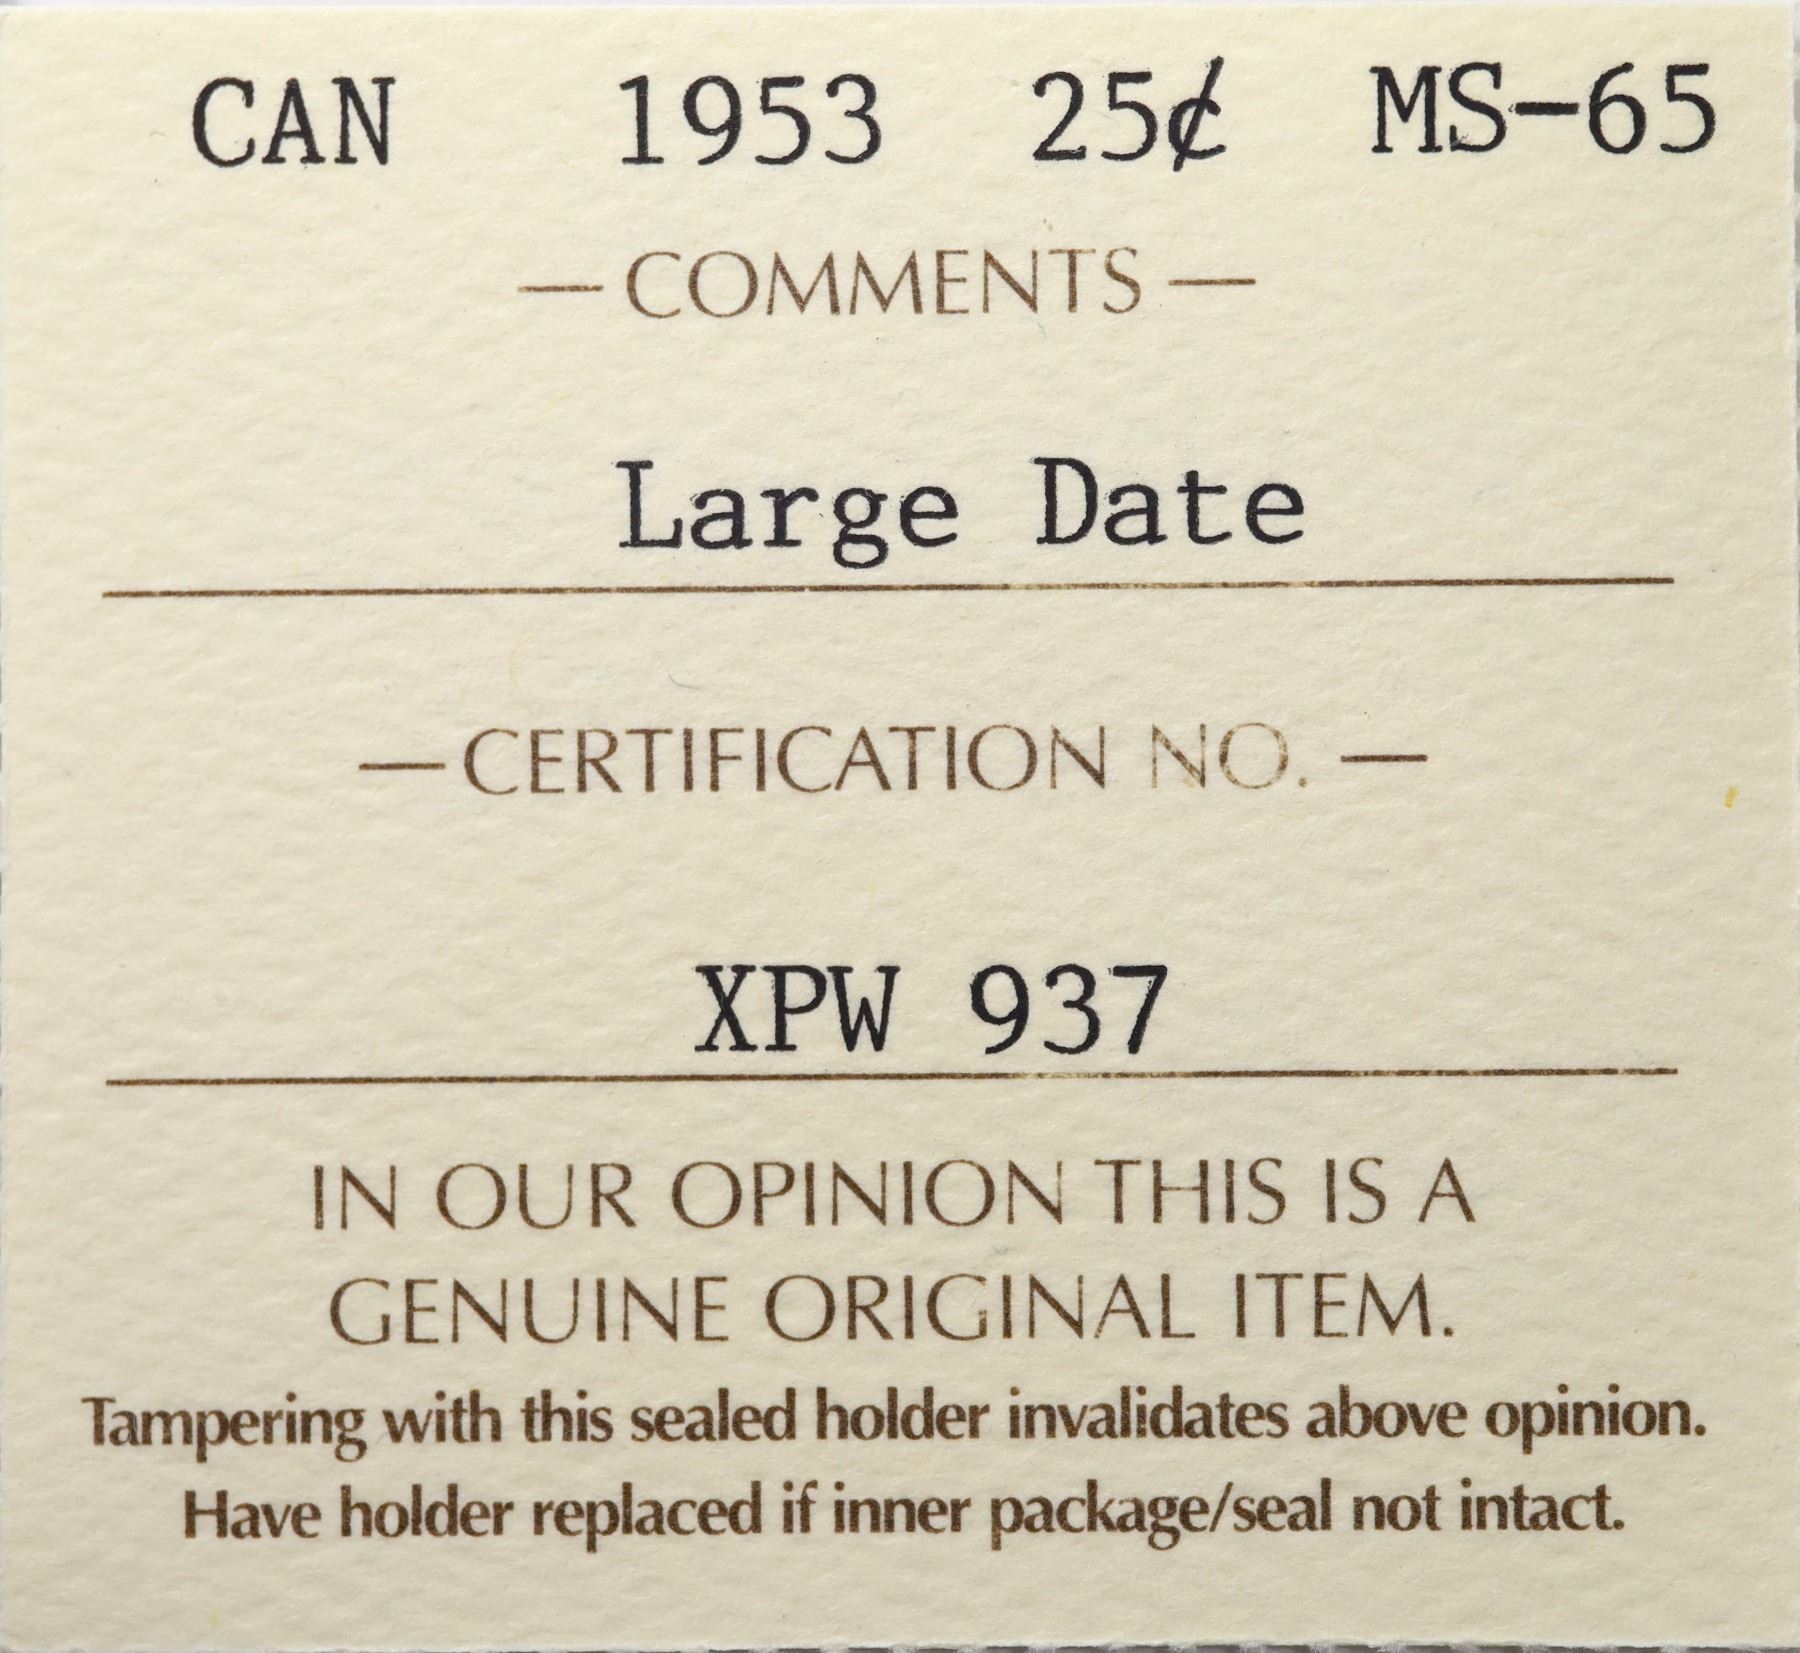 CAN 1953 25¢ MS-65
— COMMENTS —
Large Date
— CERTIFICATION NO. —
XPW 937
IN OUR OPINION THIS IS A
GENUINE ORIGINAL ITEM.
Tampering with this sealed holder invalidates above opinion.
Have holder replaced if inner package/seal not intact.